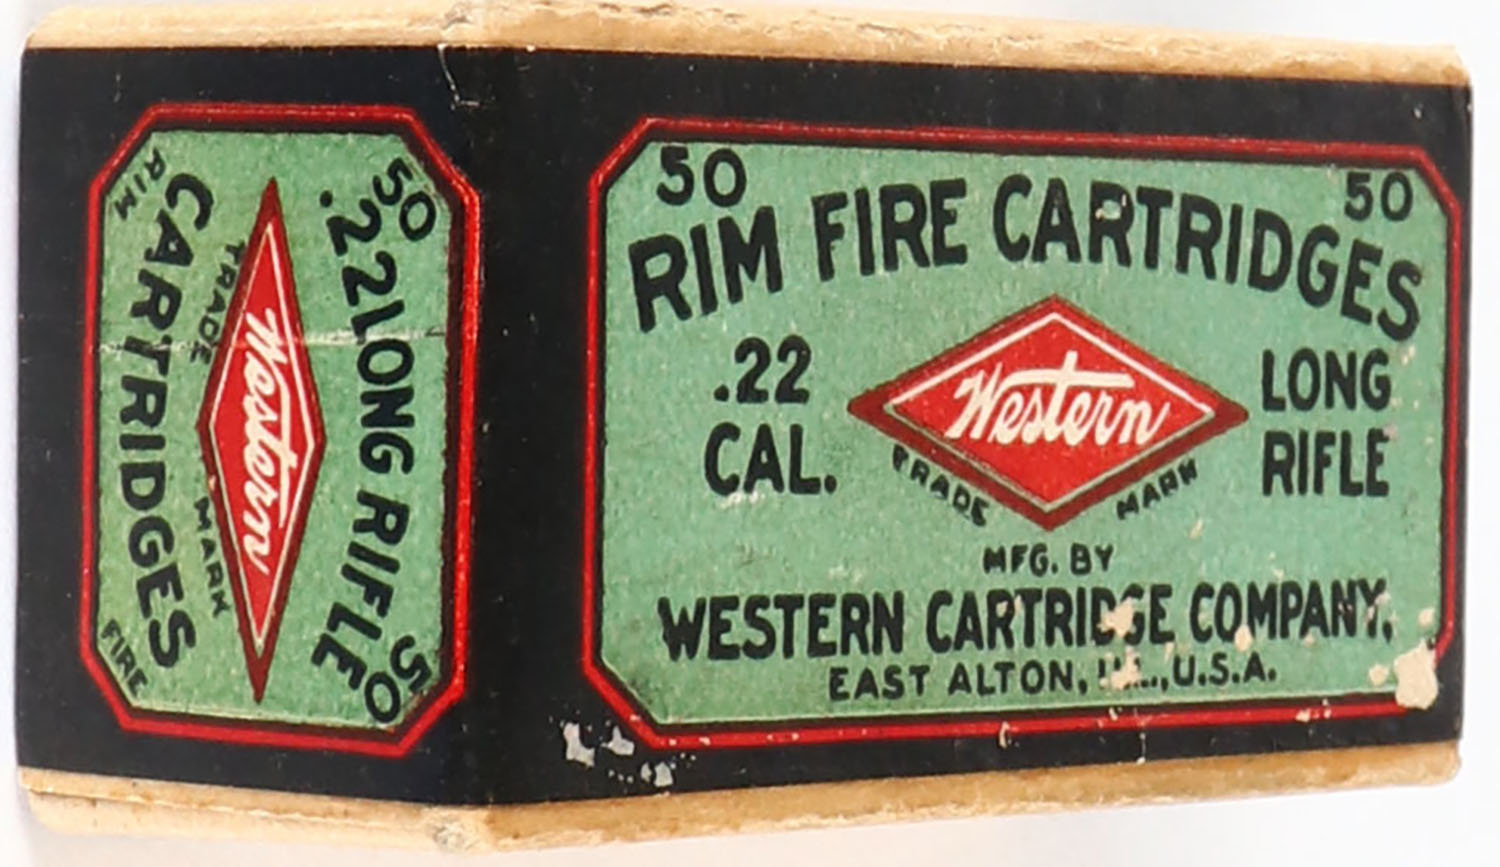 50 50
.22 LONG RIFLE
Western
TRADE MARK
CARTRIDGES
RIM FIRE
50 50
RIM FIRE CARTRIDGES
.22 CAL.
Western
TRADE MARK
LONG RIFLE
MFG. BY
WESTERN CARTRIDGE COMPANY,
EAST ALTON, ILL., U.S.A.